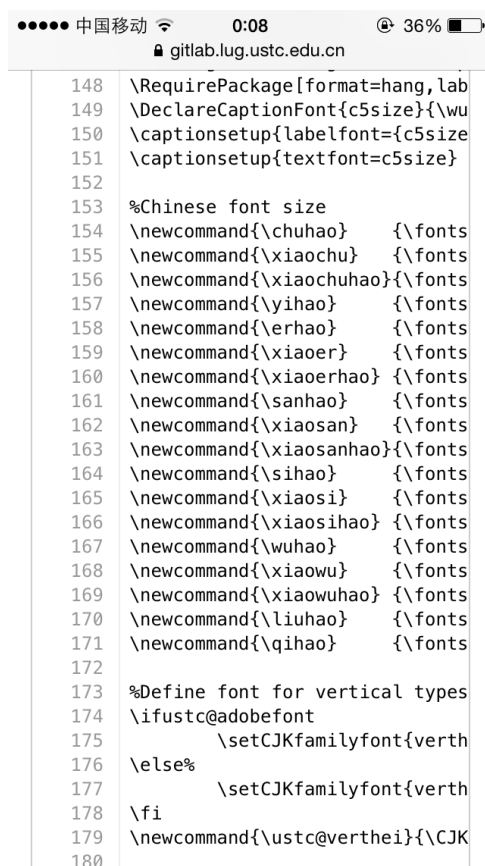 中国移动 0:08 36%
gitlab.lug.ustc.edu.cn
148 \RequirePackage[format=hang,lab
149 \DeclareCaptionFont{c5size}{\wu
150 \captionsetup{labelfont={c5size
151 \captionsetup{textfont=c5size}
152
153 %Chinese font size
154 \newcommand{\chuhao}    {\fonts
155 \newcommand{\xiaochu}   {\fonts
156 \newcommand{\xiaochuhao}{\fonts
157 \newcommand{\yihao}     {\fonts
158 \newcommand{\erhao}     {\fonts
159 \newcommand{\xiaoer}    {\fonts
160 \newcommand{\xiaoerhao} {\fonts
161 \newcommand{\sanhao}    {\fonts
162 \newcommand{\xiaosan}   {\fonts
163 \newcommand{\xiaosanhao}{\fonts
164 \newcommand{\sihao}     {\fonts
165 \newcommand{\xiaosi}    {\fonts
166 \newcommand{\xiaosihao} {\fonts
167 \newcommand{\wuhao}     {\fonts
168 \newcommand{\xiaowu}    {\fonts
169 \newcommand{\xiaowuhao} {\fonts
170 \newcommand{\liuhao}    {\fonts
171 \newcommand{\qihao}     {\fonts
172
173 %Define font for vertical types
174 \ifustc@adobefont
175         \setCJKfamilyfont{verth
176 \else%
177         \setCJKfamilyfont{verth
178 \fi
179 \newcommand{\ustc@verthei}{\CJK
180